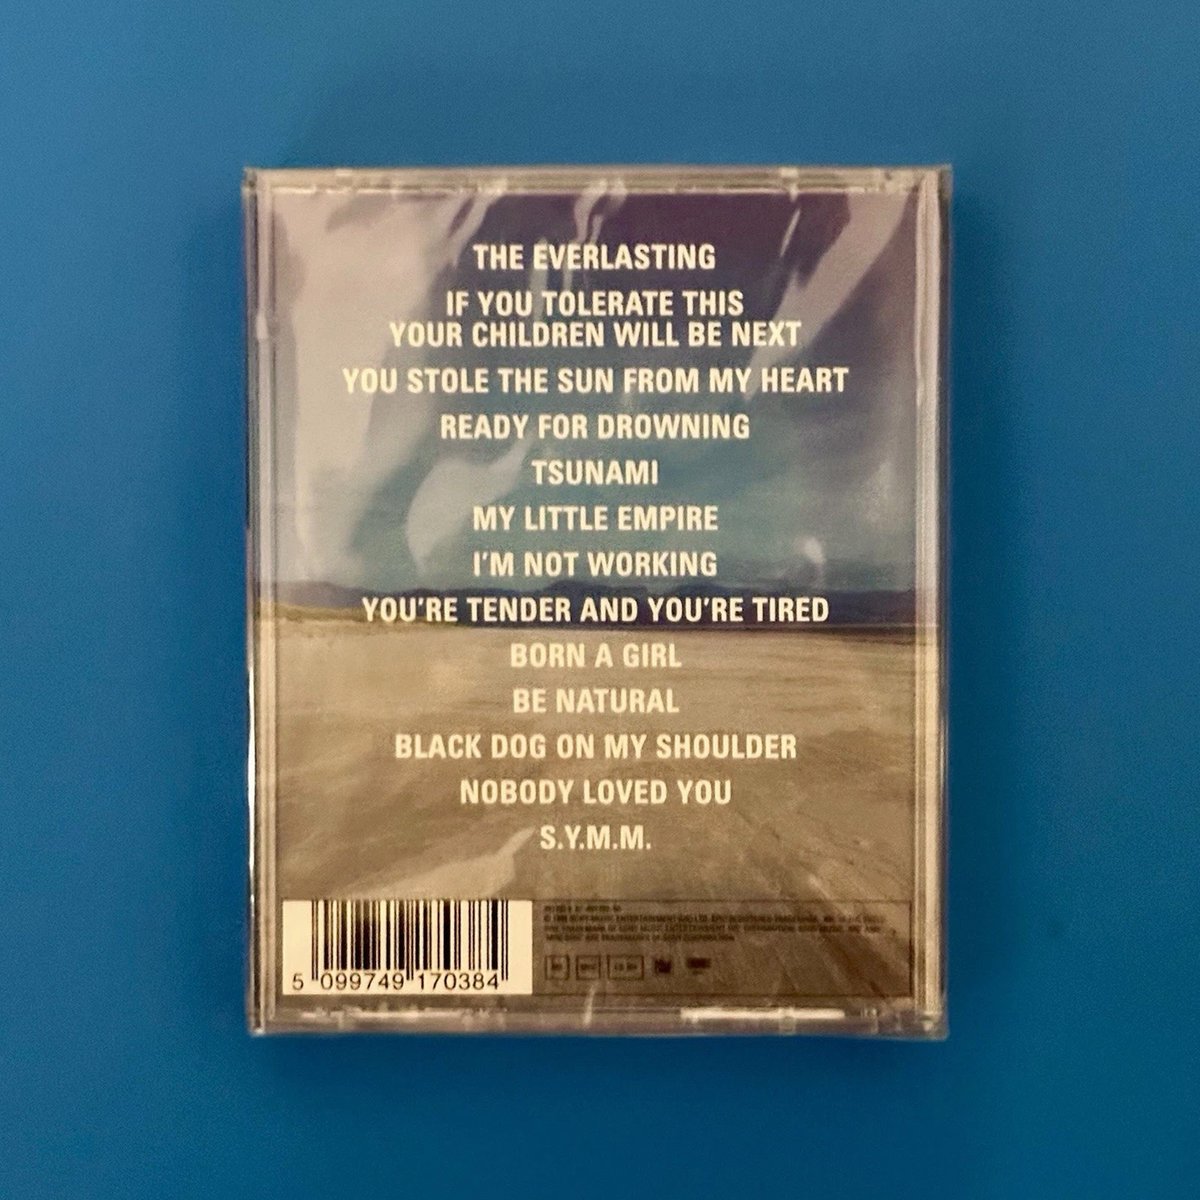 THE EVERLASTING
IF YOU TOLERATE THIS
YOUR CHILDREN WILL BE NEXT
YOU STOLE THE SUN FROM MY HEART
READY FOR DROWNING
TSUNAMI
MY LITTLE EMPIRE
I'M NOT WORKING
YOU'RE TENDER AND YOU'RE TIRED
BORN A GIRL
BE NATURAL
BLACK DOG ON MY SHOULDER
NOBODY LOVED YOU
S.Y.M.M.
5 099749 170384